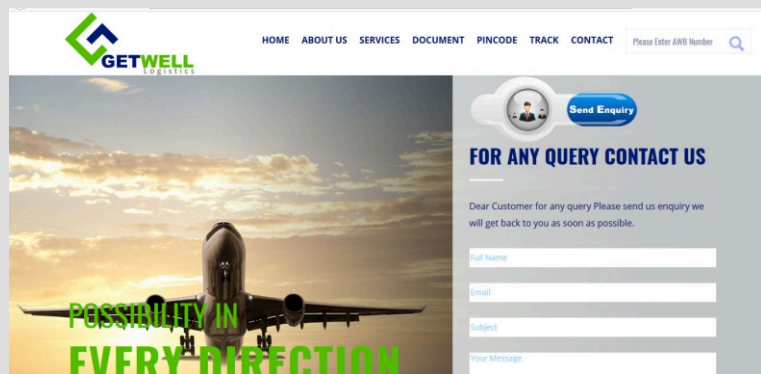 GETWELL
Logistics
HOME ABOUT US SERVICES DOCUMENT PINCODE TRACK CONTACT
Please Enter AWB Number
Send Enquiry
FOR ANY QUERY CONTACT US
Dear Customer for any query Please send us enquiry we
will get back to you as soon as possible.
Full Name
Email
Subject
Your Message
POSSIBILITY IN
EVERY DIRECTION